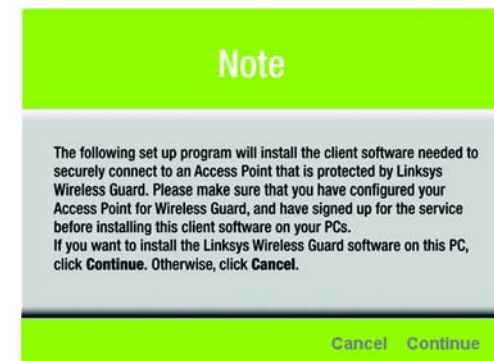 Note
The following set up program will install the client software needed to
securely connect to an Access Point that is protected by Linksys
Wireless Guard. Please make sure that you have configured your
Access Point for Wireless Guard, and have signed up for the service
before installing this client software on your PCs.
If you want to install the Linksys Wireless Guard software on this PC,
click Continue. Otherwise, click Cancel.
Cancel Continue